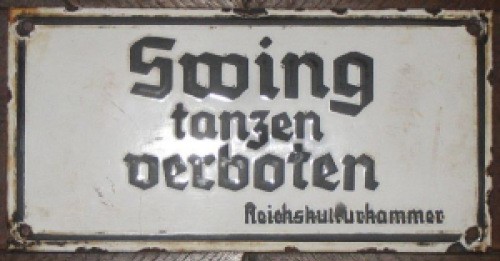 Swing
tanzen
verboten
Reichskulturkammer